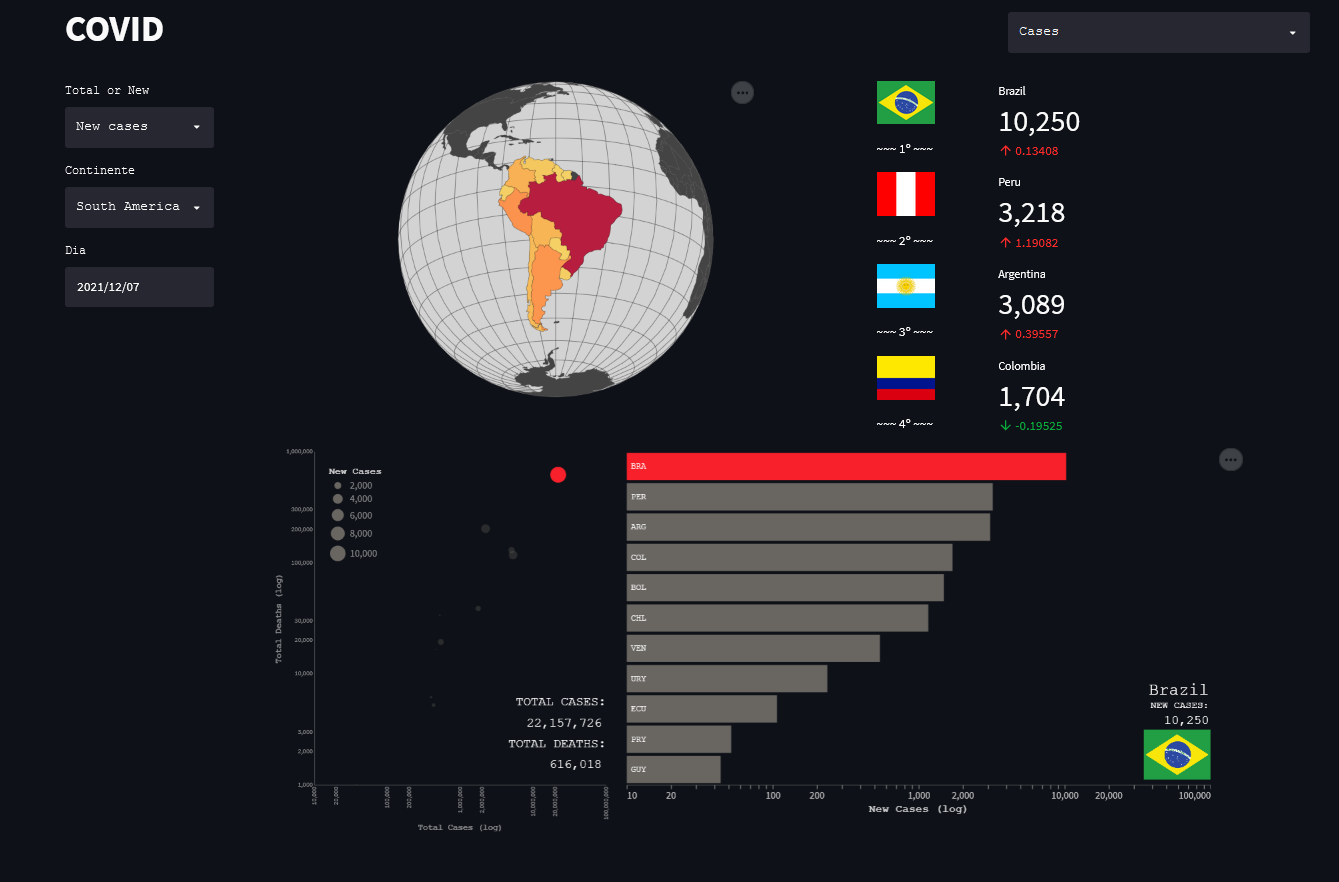 COVID
Cases
Total or New
New cases
Continente
South America
Dia
2021/12/07
Brazil
10,250
↑ 0.13408
~~~ 1º ~~~
Peru
3,218
↑ 1.19082
~~~ 2º ~~~
Argentina
3,089
↑ 0.39557
~~~ 3º ~~~
Colombia
1,704
↓ -0.19525
~~~ 4º ~~~
New Cases
2,000
4,000
6,000
8,000
10,000
1,000,000
300,000
200,000
100,000
30,000
20,000
10,000
5,000
2,000
1,000
Total Deaths (log)
10,000
20,000
100,000
200,000
1,000,000
2,000,000
10,000,000
20,000,000
100,000,000
Total Cases (log)
TOTAL CASES:
22,157,726
TOTAL DEATHS:
616,018
BRA
PER
ARG
COL
BOL
CHL
VEN
URY
ECU
PRY
GUY
10
20
100
200
1,000
2,000
10,000
20,000
100,000
New Cases (log)
Brazil
NEW CASES:
10,250